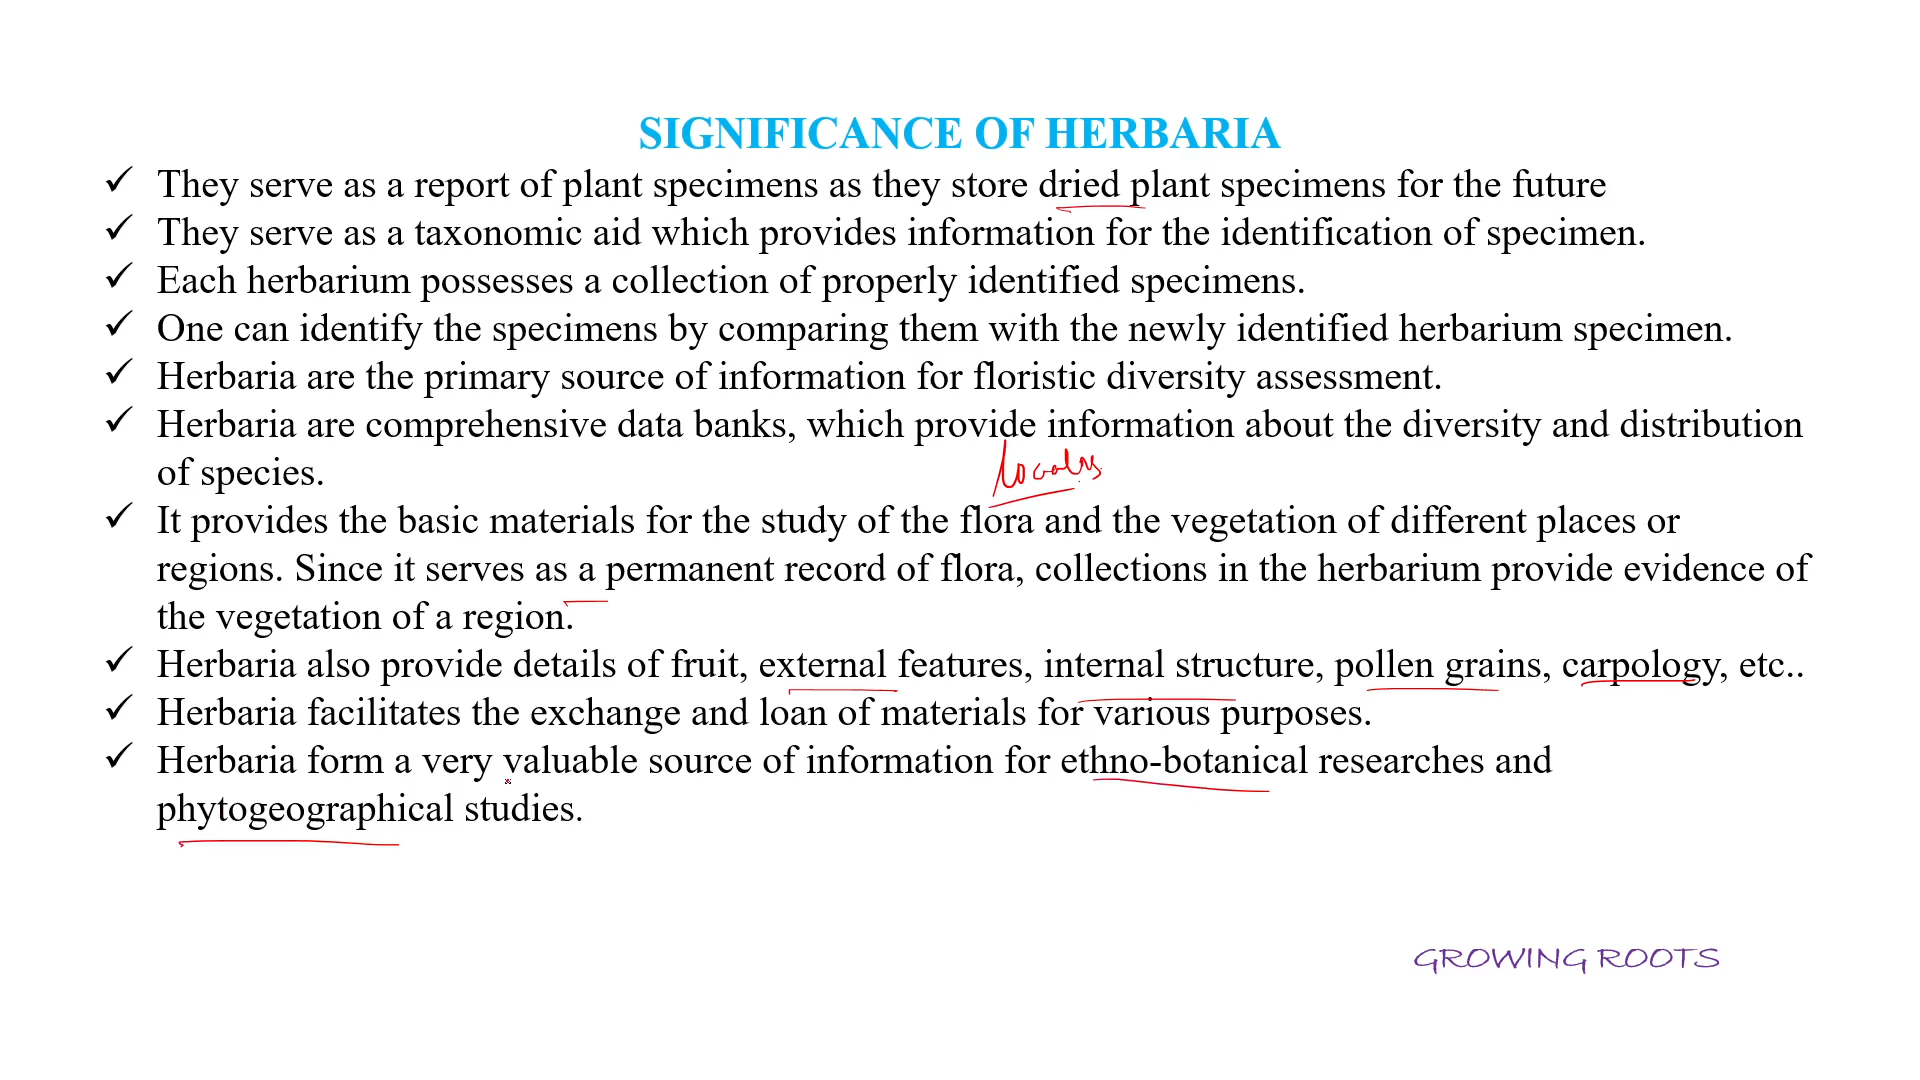 SIGNIFICANCE OF HERBARIA
✓ They serve as a report of plant specimens as they store dried plant specimens for the future
✓ They serve as a taxonomic aid which provides information for the identification of specimen.
✓ Each herbarium possesses a collection of properly identified specimens.
✓ One can identify the specimens by comparing them with the newly identified herbarium specimen.
✓ Herbaria are the primary source of information for floristic diversity assessment.
✓ Herbaria are comprehensive data banks, which provide information about the diversity and distribution
of species.
✓ It provides the basic materials for the study of the flora and the vegetation of different places or
regions. Since it serves as a permanent record of flora, collections in the herbarium provide evidence of
the vegetation of a region.
✓ Herbaria also provide details of fruit, external features, internal structure, pollen grains, carpology, etc..
✓ Herbaria facilitates the exchange and loan of materials for various purposes.
✓ Herbaria form a very valuable source of information for ethno-botanical researches and
phytogeographical studies.
GROWING ROOTS